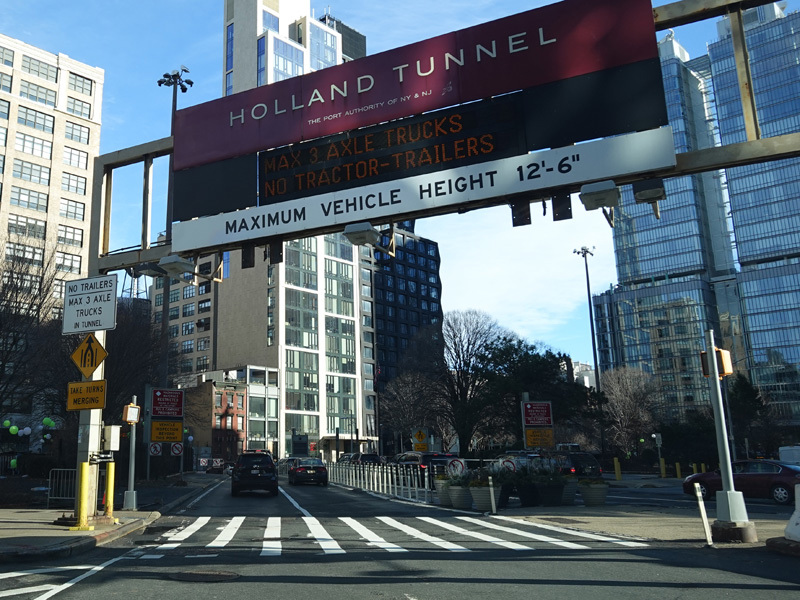 HOLLAND TUNNEL
THE PORT AUTHORITY OF NY & NJ
MAX 3 AXLE TRUCKS
NO TRACTOR-TRAILERS
MAXIMUM VEHICLE HEIGHT 12'-6"
NO TRAILERS
MAX 3 AXLE
TRUCKS
IN TUNNEL
TAKE TURNS
MERGING